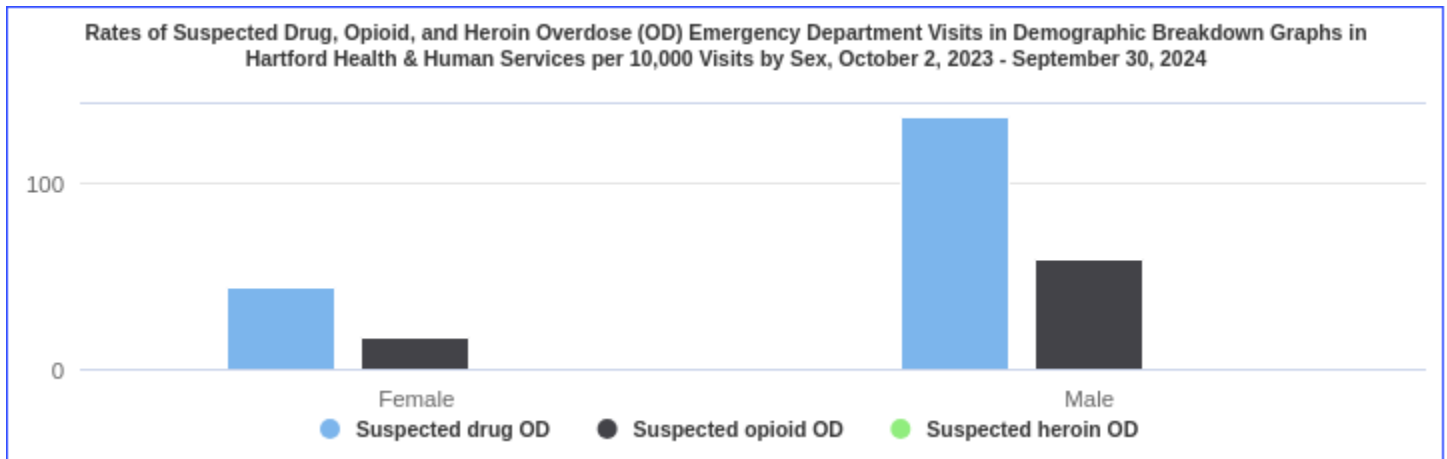 Rates of Suspected Drug, Opioid, and Heroin Overdose (OD) Emergency Department Visits in Demographic Breakdown Graphs in
Hartford Health & Human Services per 10,000 Visits by Sex, October 2, 2023 - September 30, 2024
100
0
Female Male
Suspected drug OD Suspected opioid OD Suspected heroin OD